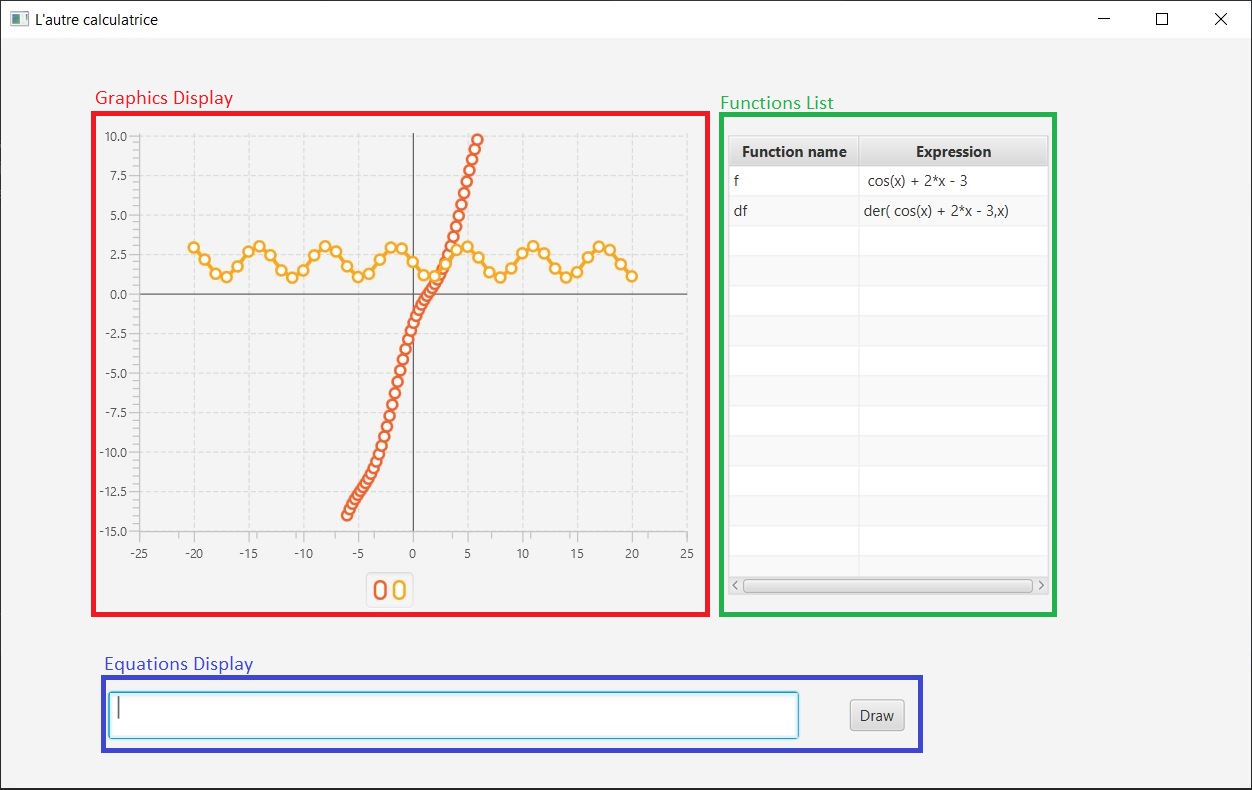 L'autre calculatrice
Graphics Display
Functions List
10.0
7.5
5.0
2.5
0.0
-2.5
-5.0
-7.5
-10.0
-12.5
-15.0
-25 -20 -15 -10 -5 0 5 10 15 20 25
Function name Expression
f cos(x) + 2*x - 3
df der( cos(x) + 2*x - 3,x)
Equations Display
Draw